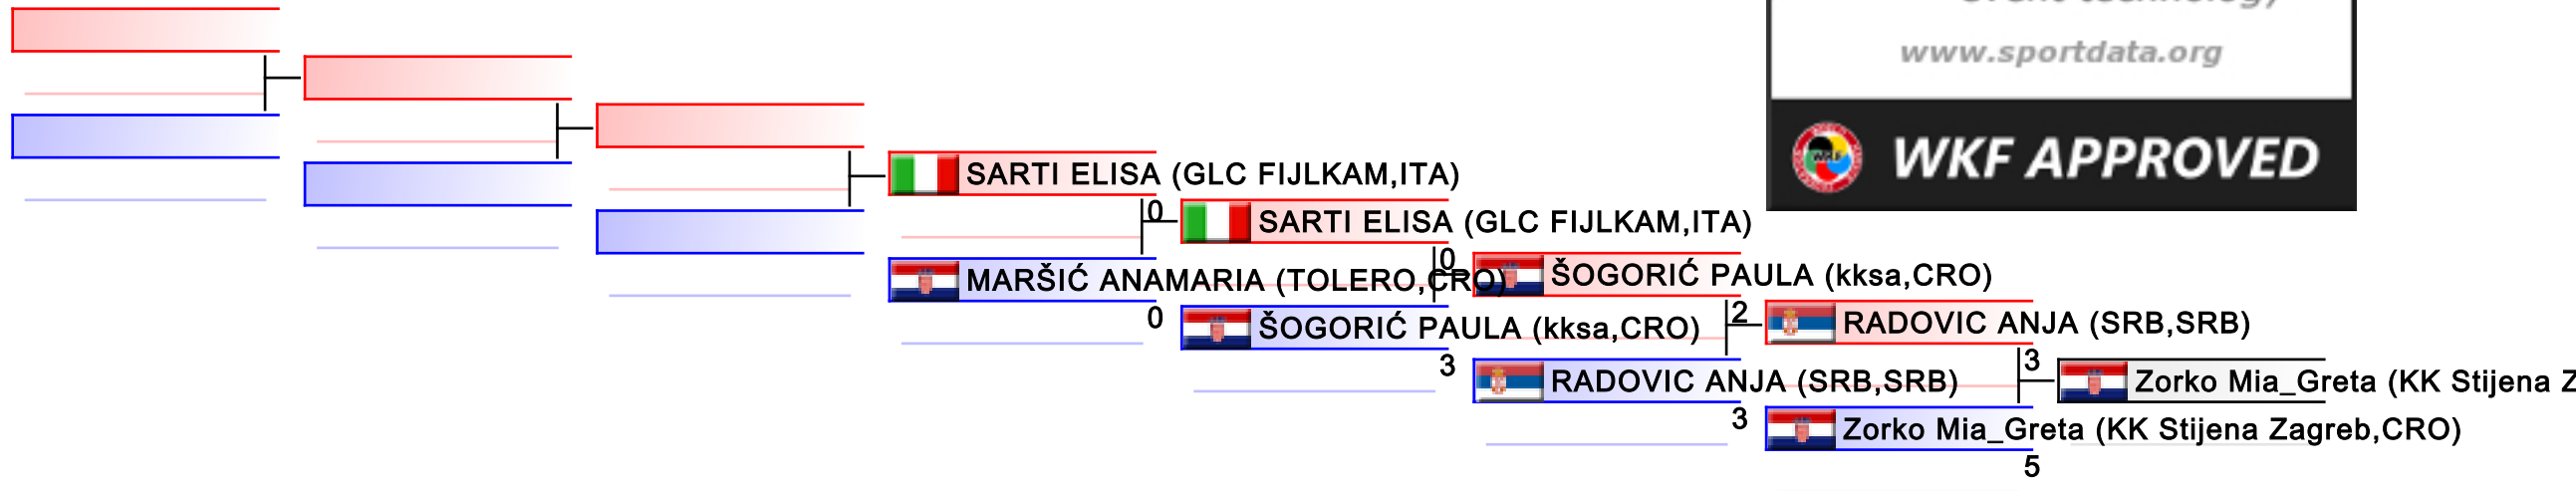 www.sportdata.org
WKF APPROVED
SARTI ELISA (GLC FIJLKAM,ITA)
0
SARTI ELISA (GLC FIJLKAM,ITA)
MARŠIĆ ANAMARIA (TOLERO,CRO)
0
0
ŠOGORIĆ PAULA (kksa,CRO)
ŠOGORIĆ PAULA (kksa,CRO)
3
2
RADOVIC ANJA (SRB,SRB)
RADOVIC ANJA (SRB,SRB)
3
3
Zorko Mia_Greta (KK Stijena Z
Zorko Mia_Greta (KK Stijena Zagreb,CRO)
5